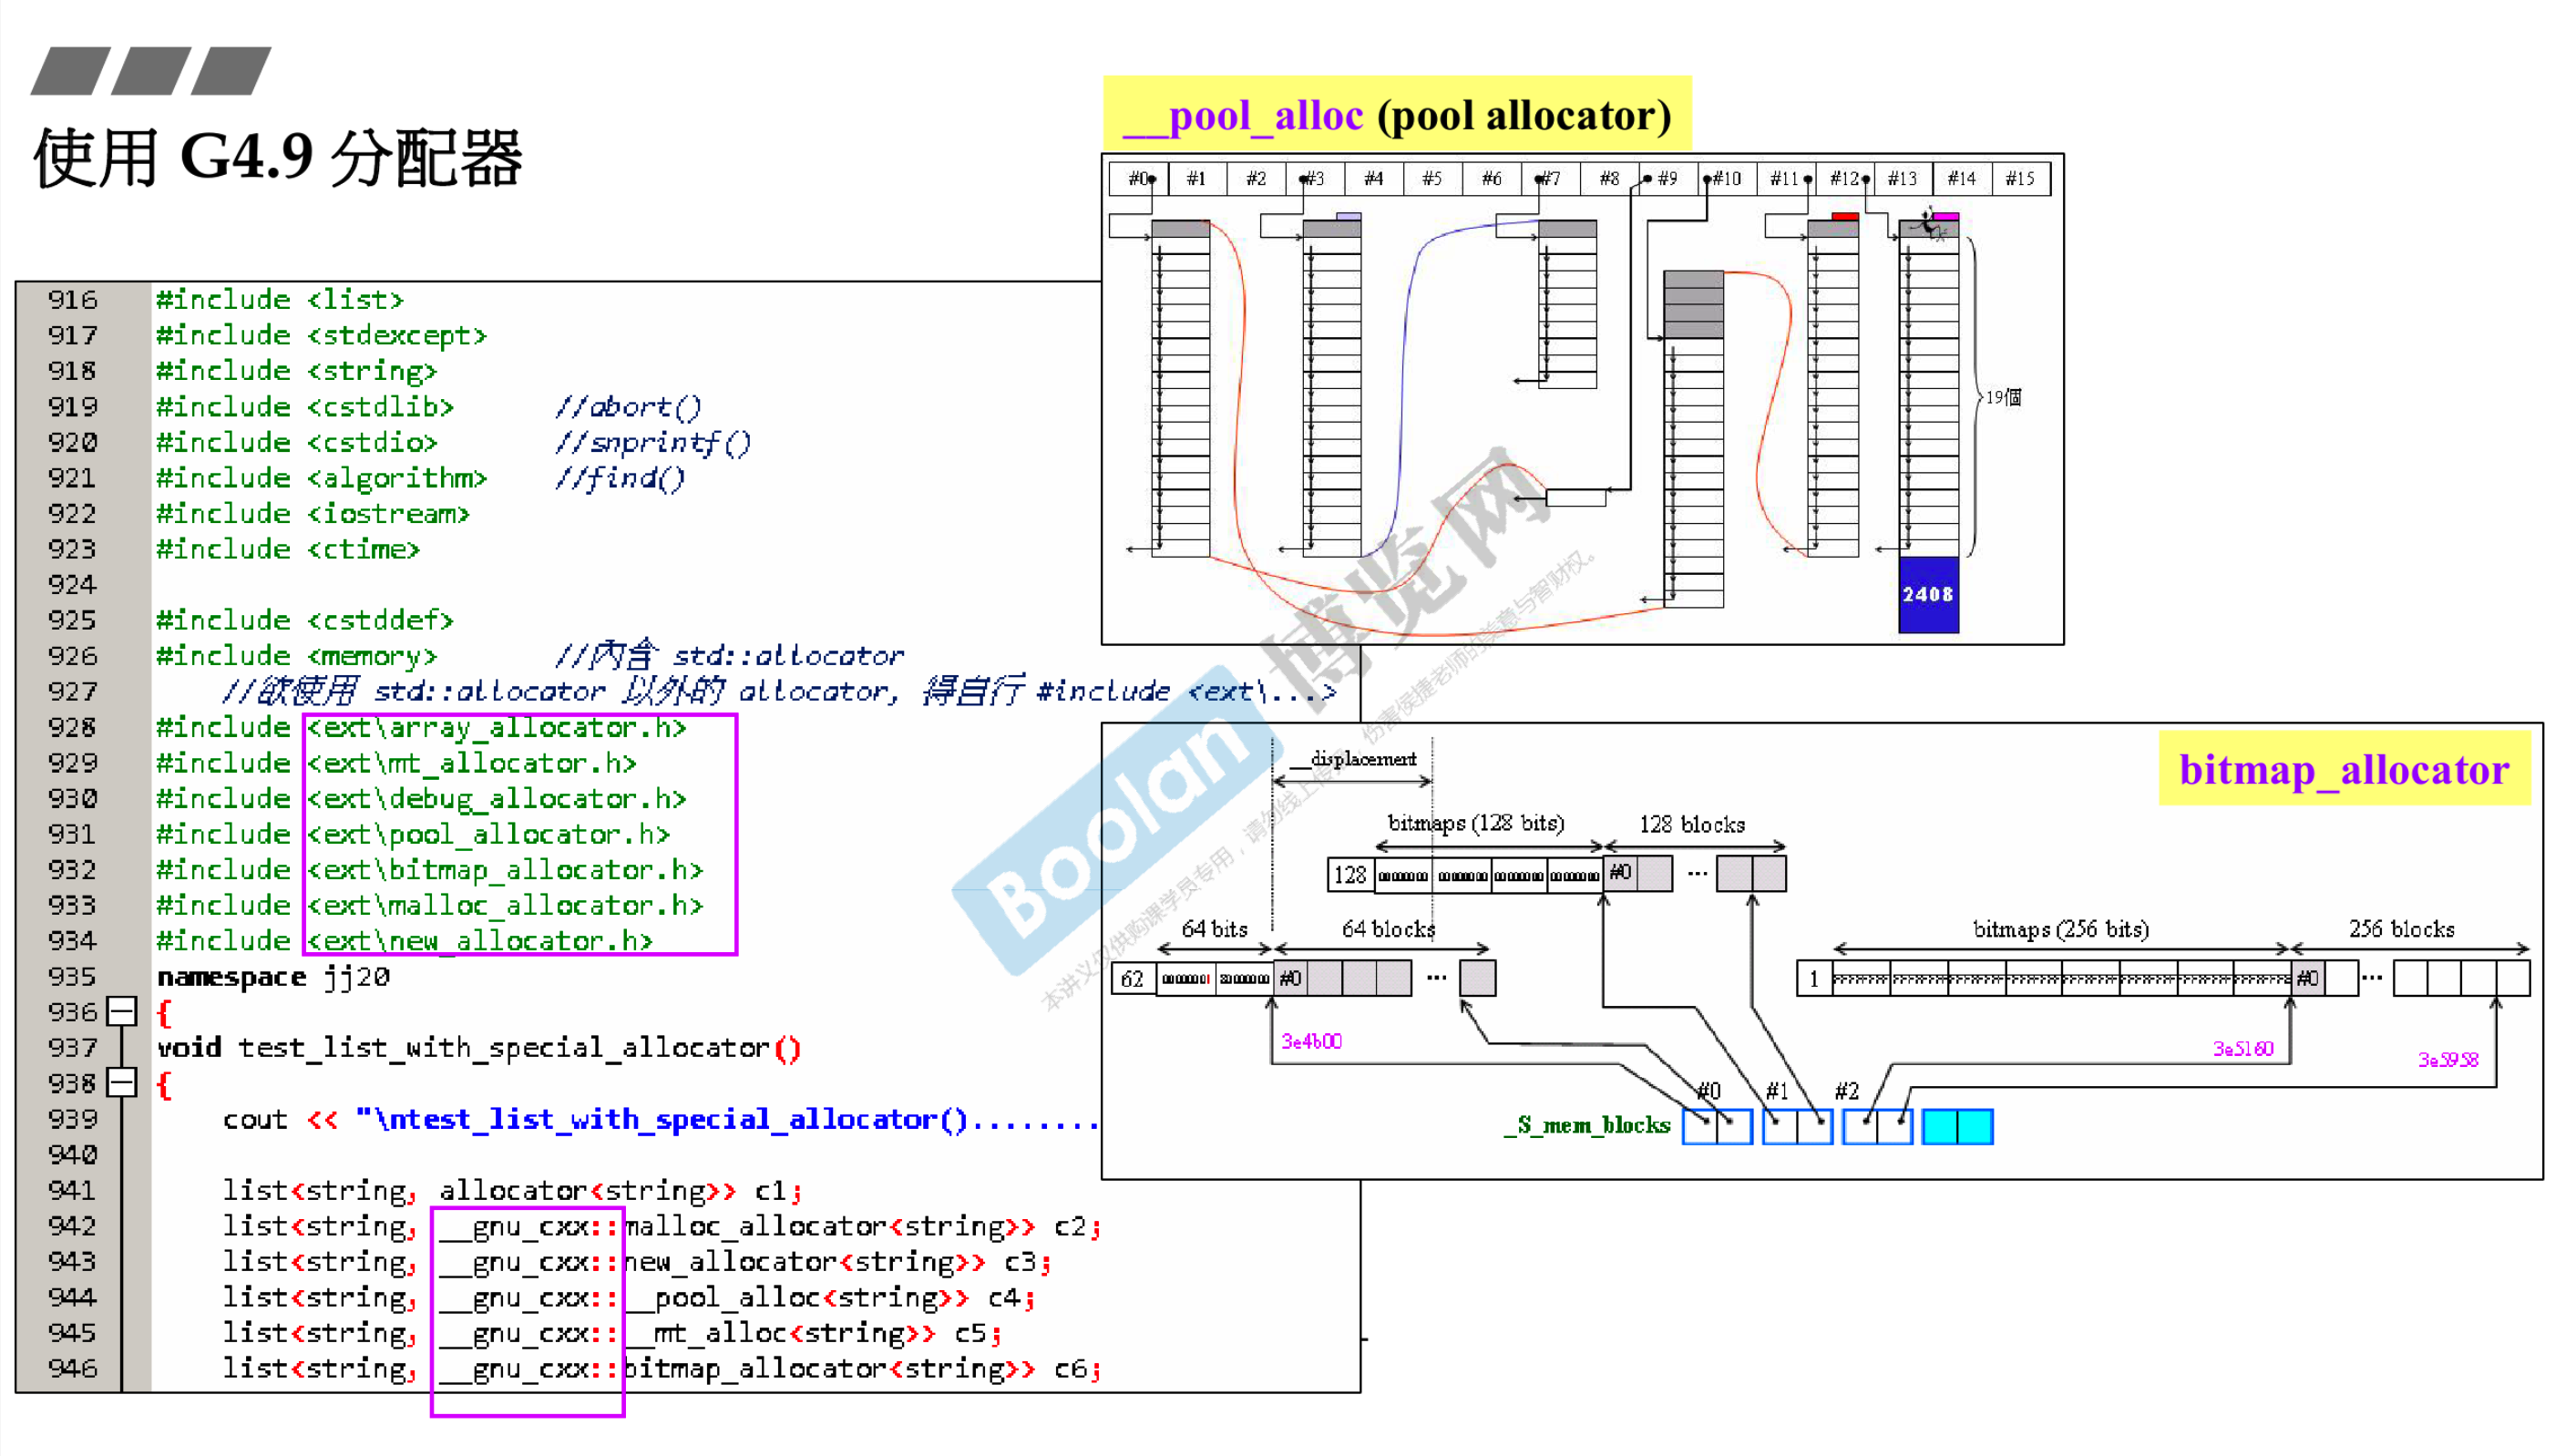 使用 G4.9 分配器
916 #include <list>
917 #include <stdexcept>
918 #include <string>
919 #include <cstdlib> //abort()
920 #include <cstdio> //snprintf()
921 #include <algorithm> //find()
922 #include <iostream>
923 #include <ctime>
924
925 #include <cstddef>
926 #include <memory> //內含 std::allocator
927 //欲使用 std::allocator 以外的 allocator, 得自行 #include <ext\...>
928 #include <ext\array_allocator.h>
929 #include <ext\mt_allocator.h>
930 #include <ext\debug_allocator.h>
931 #include <ext\pool_allocator.h>
932 #include <ext\bitmap_allocator.h>
933 #include <ext\malloc_allocator.h>
934 #include <ext\new_allocator.h>
935 namespace jj20
936 {
937 void test_list_with_special_allocator()
938 {
939 cout << "\ntest_list_with_special_allocator()........
940
941 list<string, allocator<string>> c1;
942 list<string, __gnu_cxx::malloc_allocator<string>> c2;
943 list<string, __gnu_cxx::new_allocator<string>> c3;
944 list<string, __gnu_cxx::__pool_alloc<string>> c4;
945 list<string, __gnu_cxx::__mt_alloc<string>> c5;
946 list<string, __gnu_cxx::bitmap_allocator<string>> c6;
__pool_alloc (pool allocator)
#0 #1 #2 #3 #4 #5 #6 #7 #8 #9 #10 #11 #12 #13 #14 #15
19個
2408
bitmap_allocator
__displacement
bitmaps (128 bits) 128 blocks
128 #0 ...
64 bits 64 blocks
62 #0 ...
bitmaps (256 bits) 256 blocks
1 #0 ...
3e4b00
3e5160
3e5958
#0 #1 #2
_S_mem_blocks
Boolan
博览网